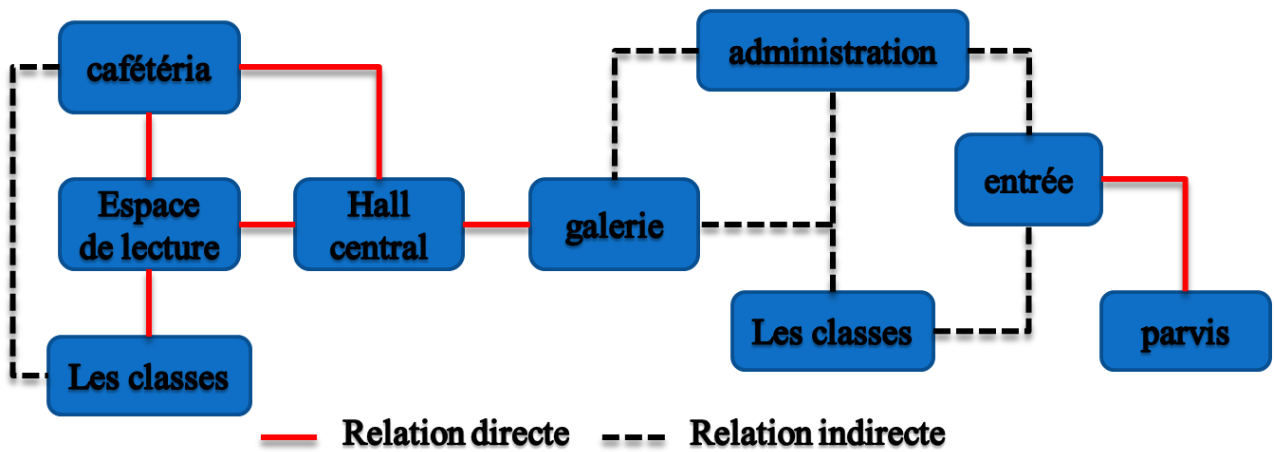 cafétéria
administration
entrée
Espace
de lecture
Hall
central
galerie
Les classes
parvis
Les classes
Relation directe
Relation indirecte